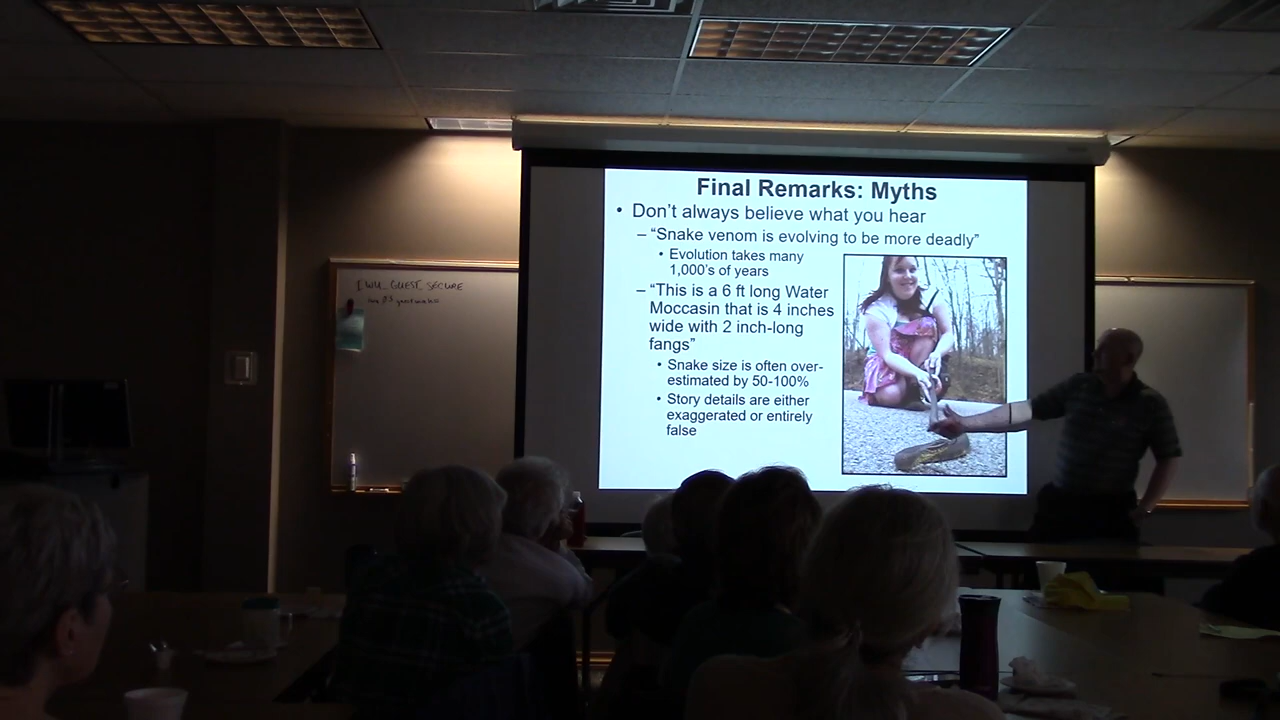 Final Remarks: Myths
• Don't always believe what you hear
– “Snake venom is evolving to be more deadly”
• Evolution takes many
1,000's of years
– “This is a 6 ft long Water
Moccasin that is 4 inches
wide with 2 inch-long
fangs”
• Snake size is often over-
estimated by 50-100%
• Story details are either
exaggerated or entirely
false
IWU_GUEST_SECURE